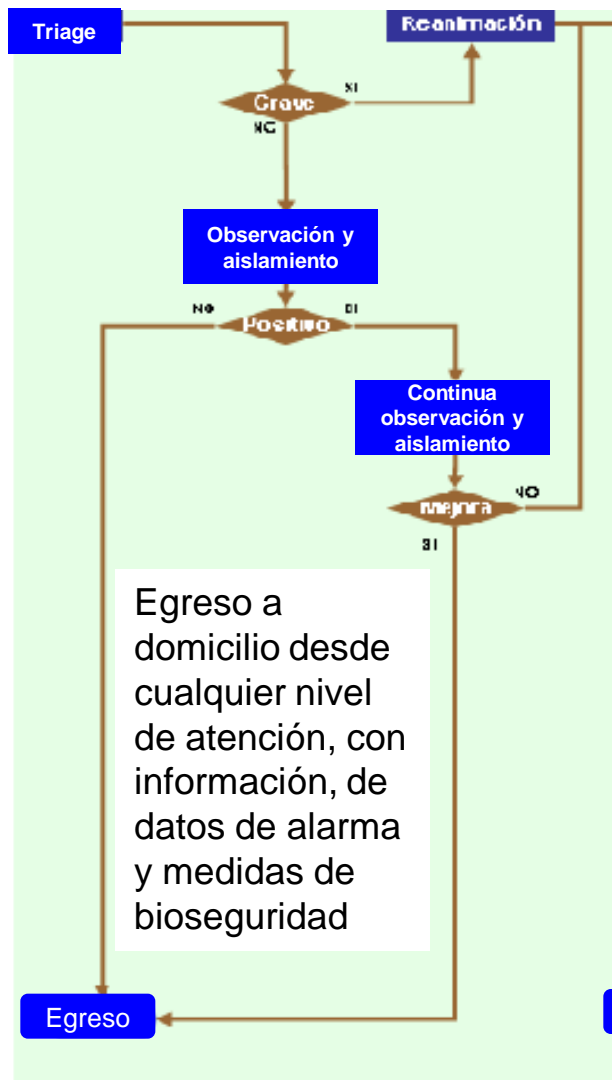 Triage
Reanimación
SI
Grave
NO
Observación y
aislamiento
NO
SI
Positivo
Continua
observación y
aislamiento
NO
Mejora
SI
Egreso a
domicilio desde
cualquier nivel
de atención, con
información, de
datos de alarma
y medidas de
bioseguridad
Egreso